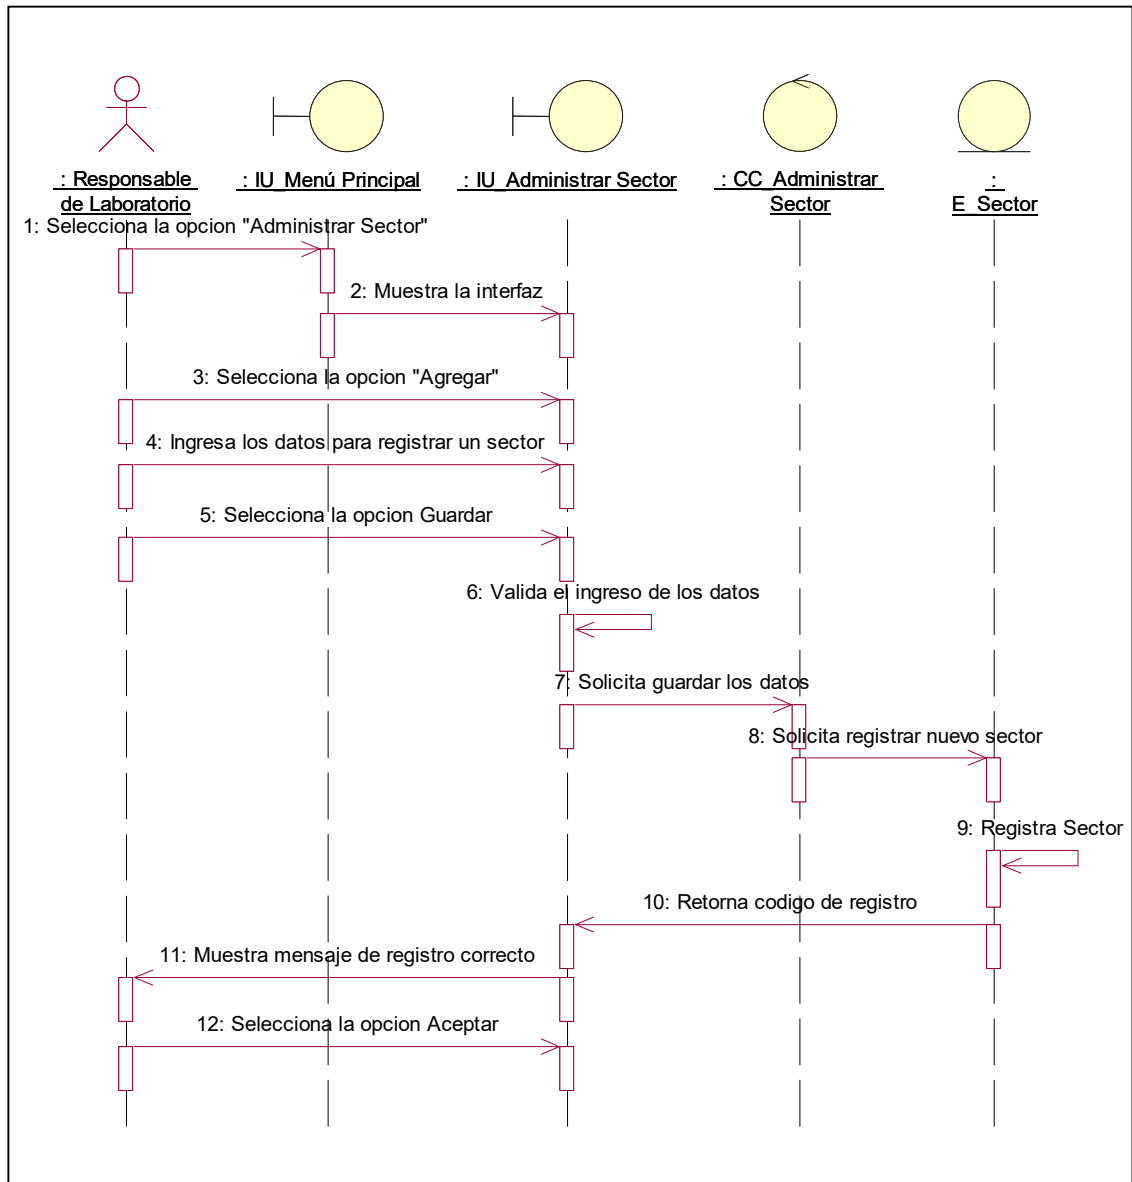 : Responsable
de Laboratorio
: IU_Menú Principal
: IU_Administrar Sector
: CC_Administrar
Sector
:
E_Sector
1: Selecciona la opcion "Administrar Sector"
2: Muestra la interfaz
3: Selecciona la opcion "Agregar"
4: Ingresa los datos para registrar un sector
5: Selecciona la opcion Guardar
6: Valida el ingreso de los datos
7: Solicita guardar los datos
8: Solicita registrar nuevo sector
9: Registra Sector
10: Retorna codigo de registro
11: Muestra mensaje de registro correcto
12: Selecciona la opcion Aceptar